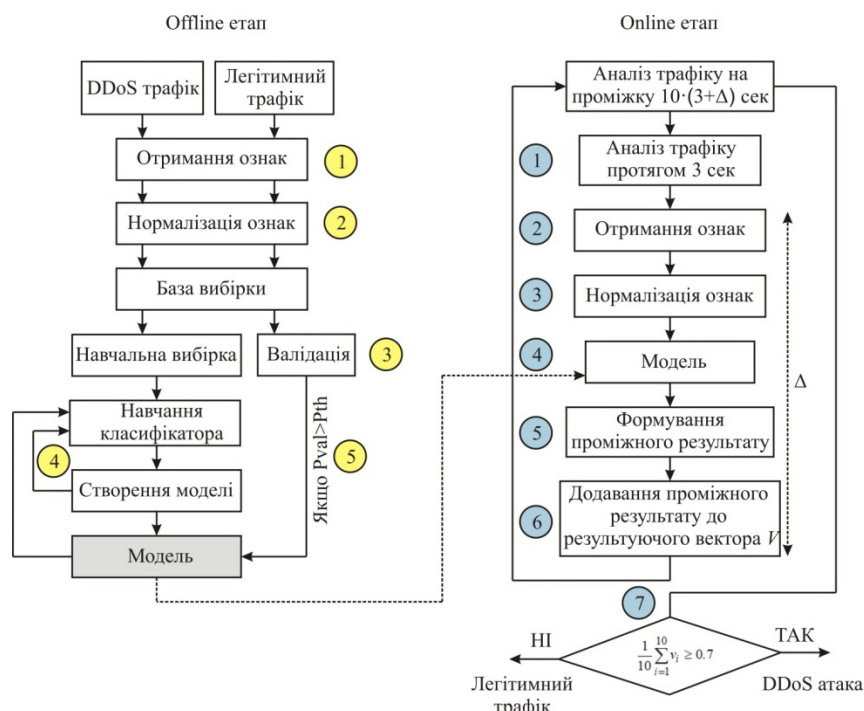 Offline етап
DDoS трафік
Легітимний
трафік
Отримання ознак
1
Нормалізація ознак
2
База вибірки
Навчальна вибірка
Валідація
3
Навчання
класифікатора
4
Якщо Pval>Pth
5
Створення моделі
Модель
Online етап
Аналіз трафіку на
проміжку 10·(3+Δ) сек
1
Аналіз трафіку
протягом 3 сек
2
Отримання ознак
3
Нормалізація ознак
4
Модель
Δ
5
Формування
проміжного результату
6
Додавання проміжного
результату до
результуючого вектора V
7
НІ
1/10 10 ∑ i=1 vi ≥ 0.7
ТАК
Легітимний
трафік
DDoS атака